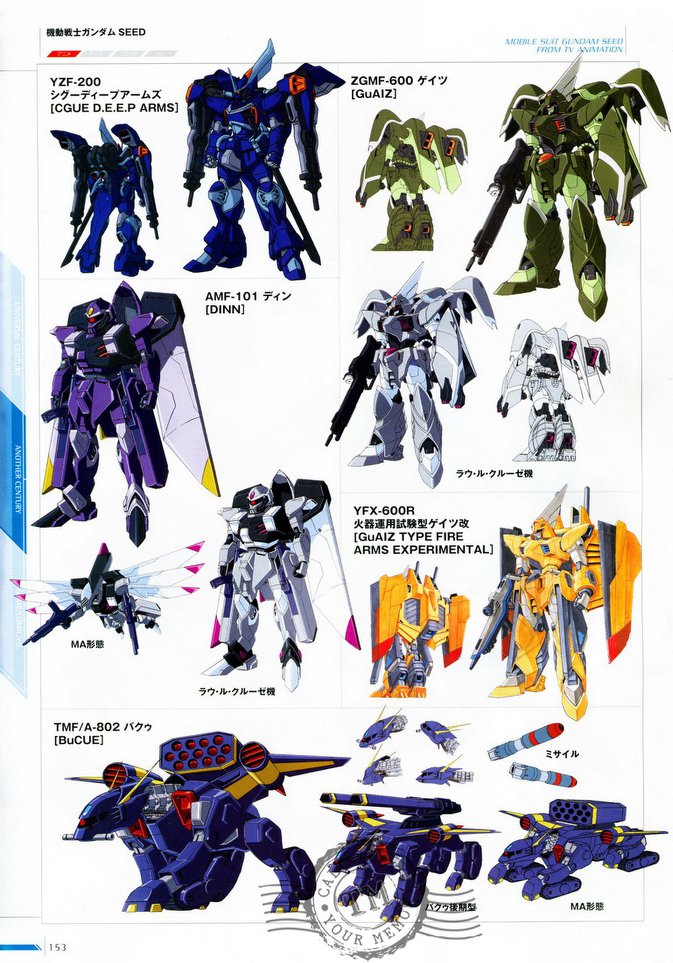 機動戦士ガンダム SEED
アニメ
MOBILE SUIT GUNDAM SEED
FROM TV ANIMATION
YZF-200
シグーディープアームズ
[CGUE D.E.E.P ARMS]
ZGMF-600 ゲイツ
[GuAIZ]
AMF-101 ディン
[DINN]
ラウ・ル・クルーゼ機
YFX-600R
火器運用試験型ゲイツ改
[GuAIZ TYPE FIRE
ARMS EXPERIMENTAL]
MA形態
ラウ・ル・クルーゼ機
TMF/A-802 バクゥ
[BuCUE]
ミサイル
バクゥ後期型
MA形態
UNIVERSAL CENTURY
ANOTHER CENTURY
YOUR MEMO
153